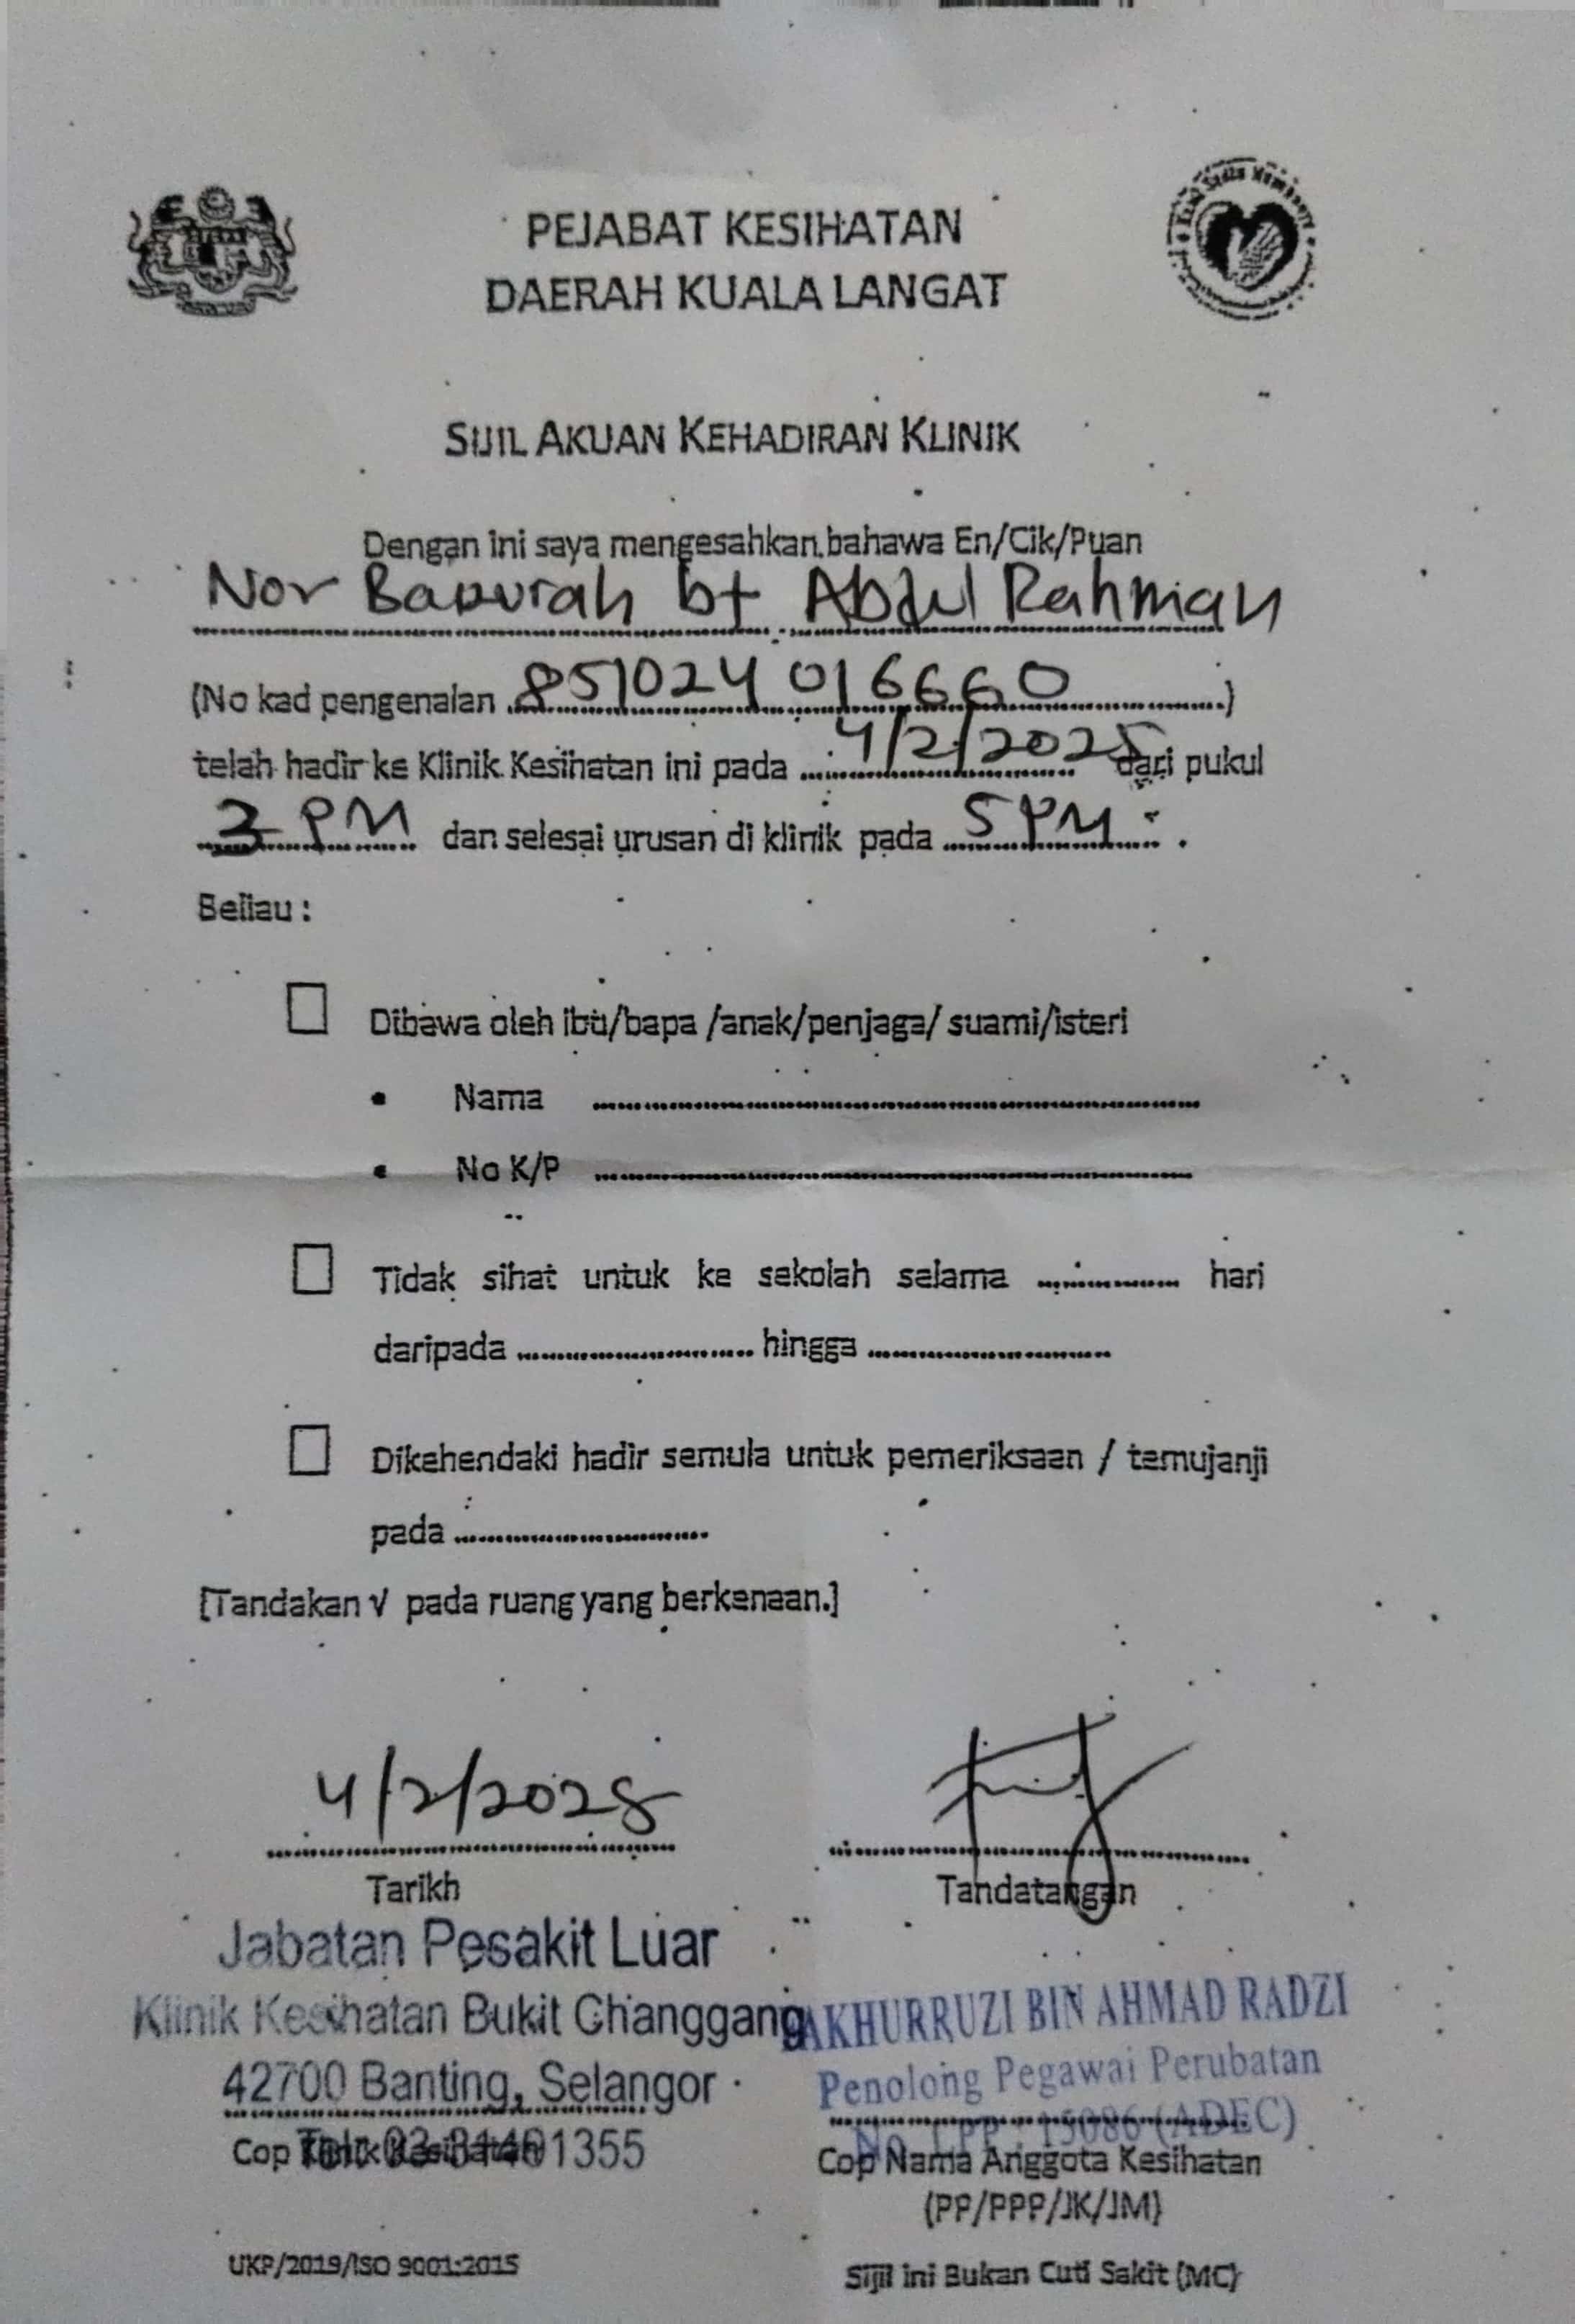 PEJABAT KESIHATAN
DAERAH KUALA LANGAT
SIJIL AKUAN KEHADIRAN KLINIK
Dengan ini saya mengesahkan bahawa En/Cik/Puan
Nor Bazurah bt Abdul Rahman
(No kad pengenalan 851024 016660)
telah hadir ke Klinik Kesihatan ini pada 4/2/2025 dari pukul
3 PM dan selesai urusan di klinik pada 5 PM.
Beliau :
Dibawa oleh ibu/bapa /anak/penjaga/ suami/isteri
• Nama
• No K/P
Tidak sihat untuk ke sekolah selama hari
daripada hingga
Dikehendaki hadir semula untuk pemeriksaan / temujanji
pada
[Tandakan √ pada ruang yang berkenaan.]
4/2/2025
Tarikh
Tandatangan
Jabatan Pesakit Luar
Klinik Kesihatan Bukit Changgang
42700 Banting, Selangor
Cop Klinik Kesihatan
AKHURRUZI BIN AHMAD RADZI
Penolong Pegawai Perubatan
15086 (ADEC)
Cop Nama Anggota Kesihatan
(PP/PPP/JK/JM)
UKP/2019/ISO 9001:2015
Sijil ini Bukan Cuti Sakit (MC)